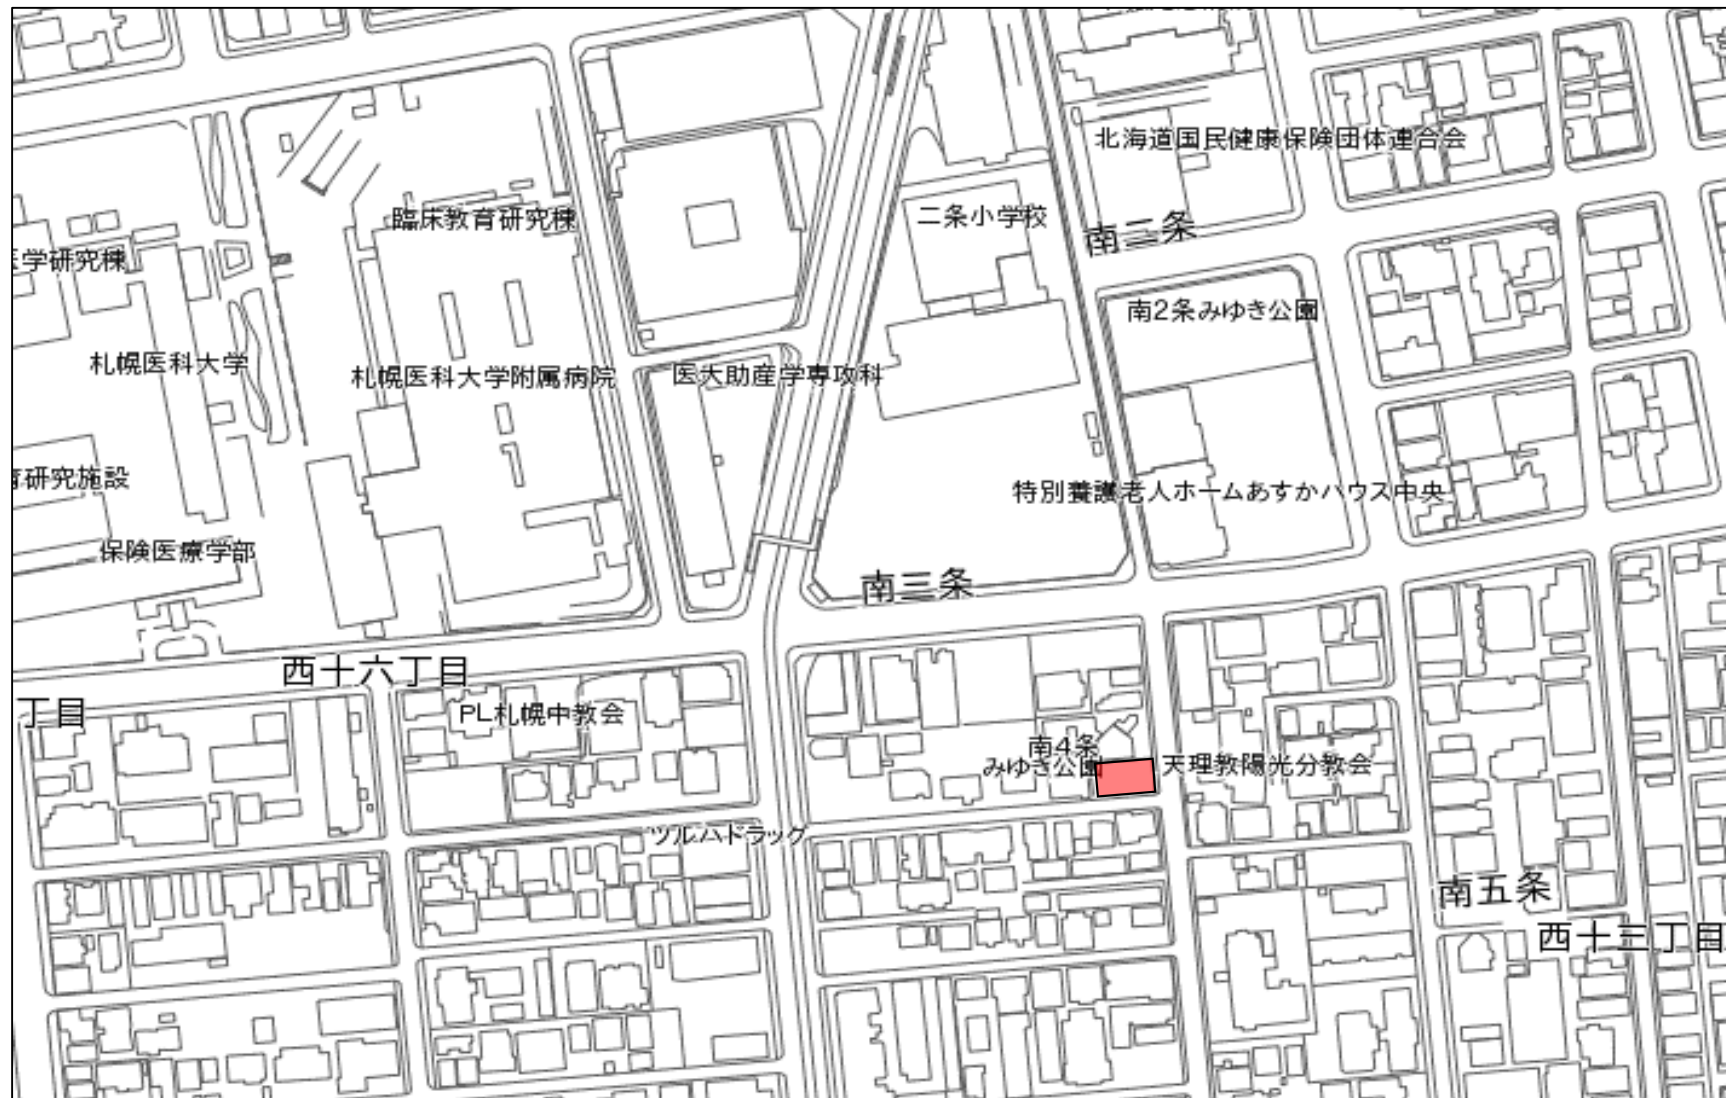 北海道国民健康保険団体連合会
臨床教育研究棟
二条小学校
南二条
学研究棟
南2条みゆき公園
札幌医科大学
札幌医科大学附属病院
医大助産学専攻科
育研究施設
特別養護老人ホームあすかハウス中央
保険医療学部
南三条
西十六丁目
丁目
PL札幌中教会
南4条
みゆき公園
天理教陽光分教会
ツルハドラッグ
南五条
西十三丁目